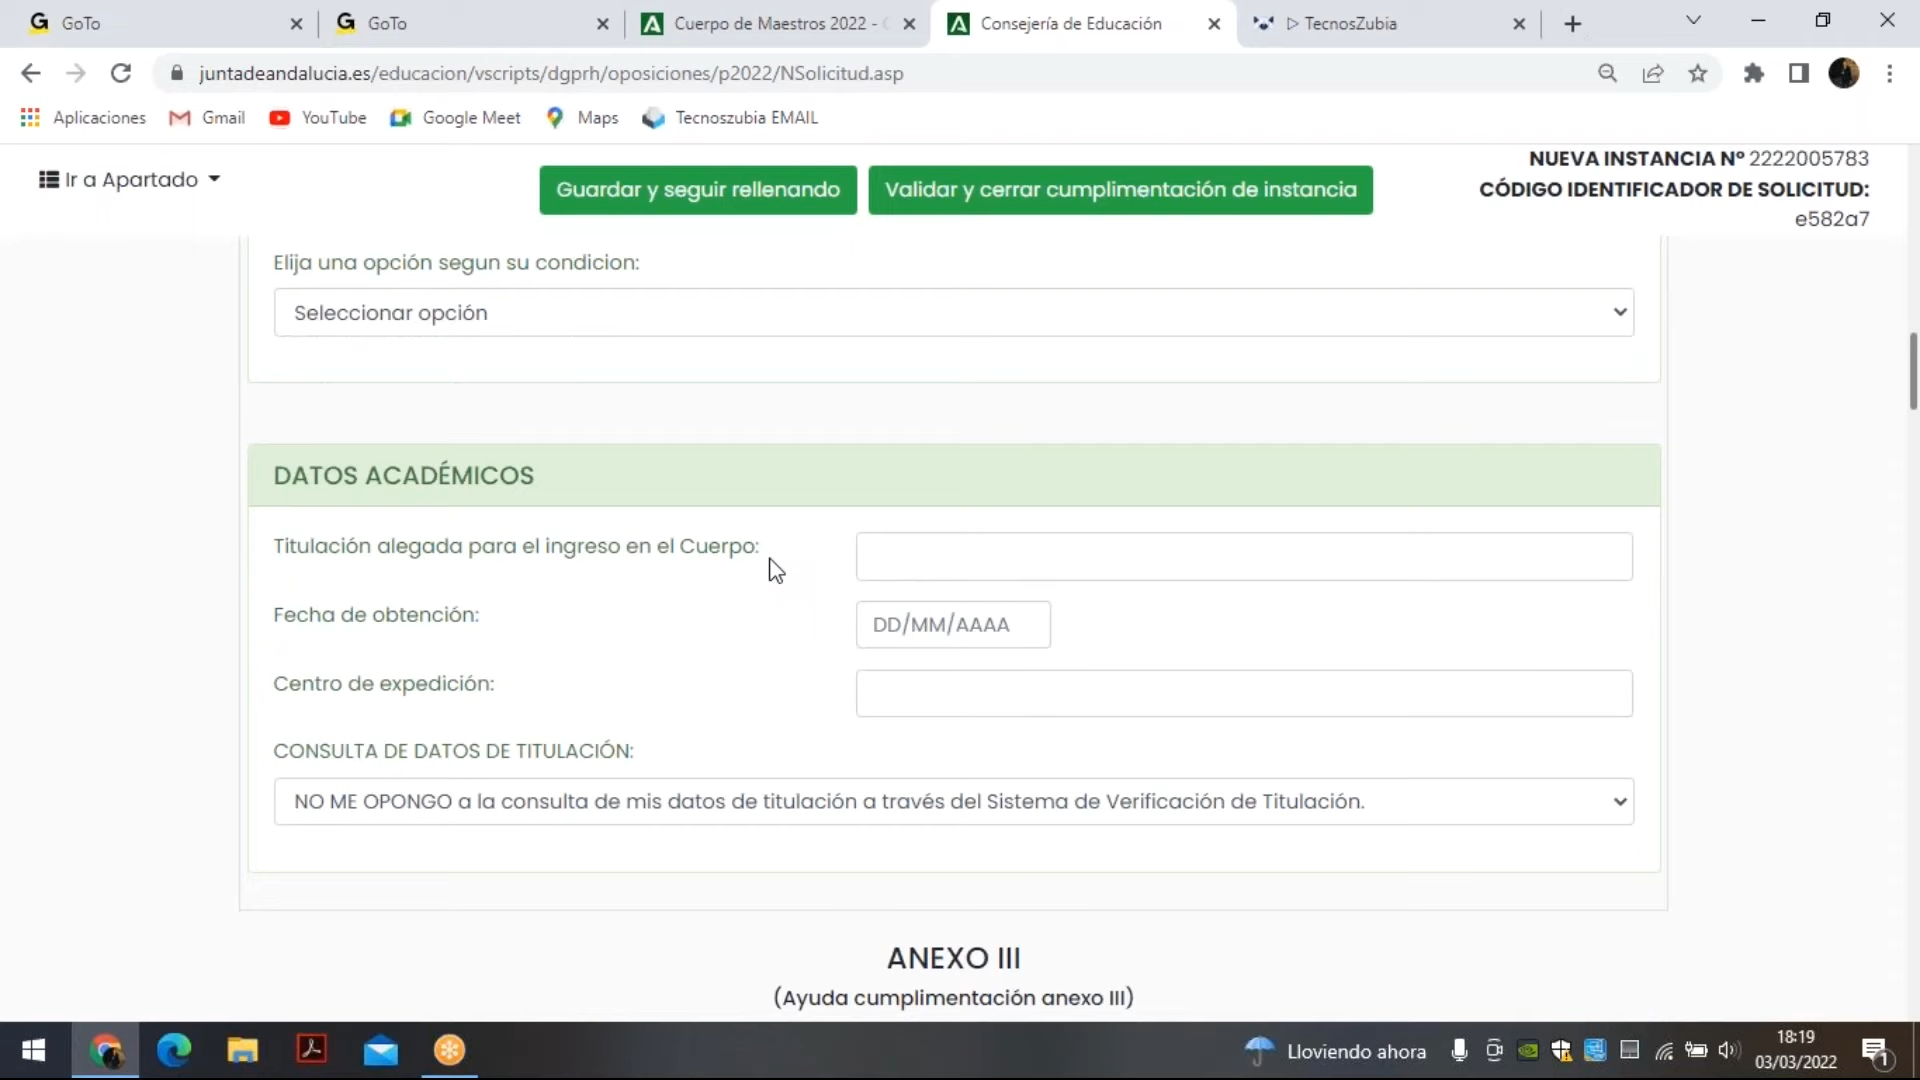 GoTo
GoTo
Cuerpo de Maestros 2022 -
Consejería de Educación
▷ TecnosZubia
juntadeandalucia.es/educacion/vscripts/dgprh/oposiciones/p2022/NSolicitud.asp
Aplicaciones
Gmail
YouTube
Google Meet
Maps
Tecnoszubia EMAIL
Ir a Apartado
Guardar y seguir rellenando
Validar y cerrar cumplimentación de instancia
NUEVA INSTANCIA Nº 2222005783
CÓDIGO IDENTIFICADOR DE SOLICITUD:
e582a7
Elija una opción segun su condicion:
Seleccionar opción
DATOS ACADÉMICOS
Titulación alegada para el ingreso en el Cuerpo:
Fecha de obtención:
DD/MM/AAAA
Centro de expedición:
CONSULTA DE DATOS DE TITULACIÓN:
NO ME OPONGO a la consulta de mis datos de titulación a través del Sistema de Verificación de Titulación.
ANEXO III
(Ayuda cumplimentación anexo III)
Lloviendo ahora
18:19
03/03/2022
1